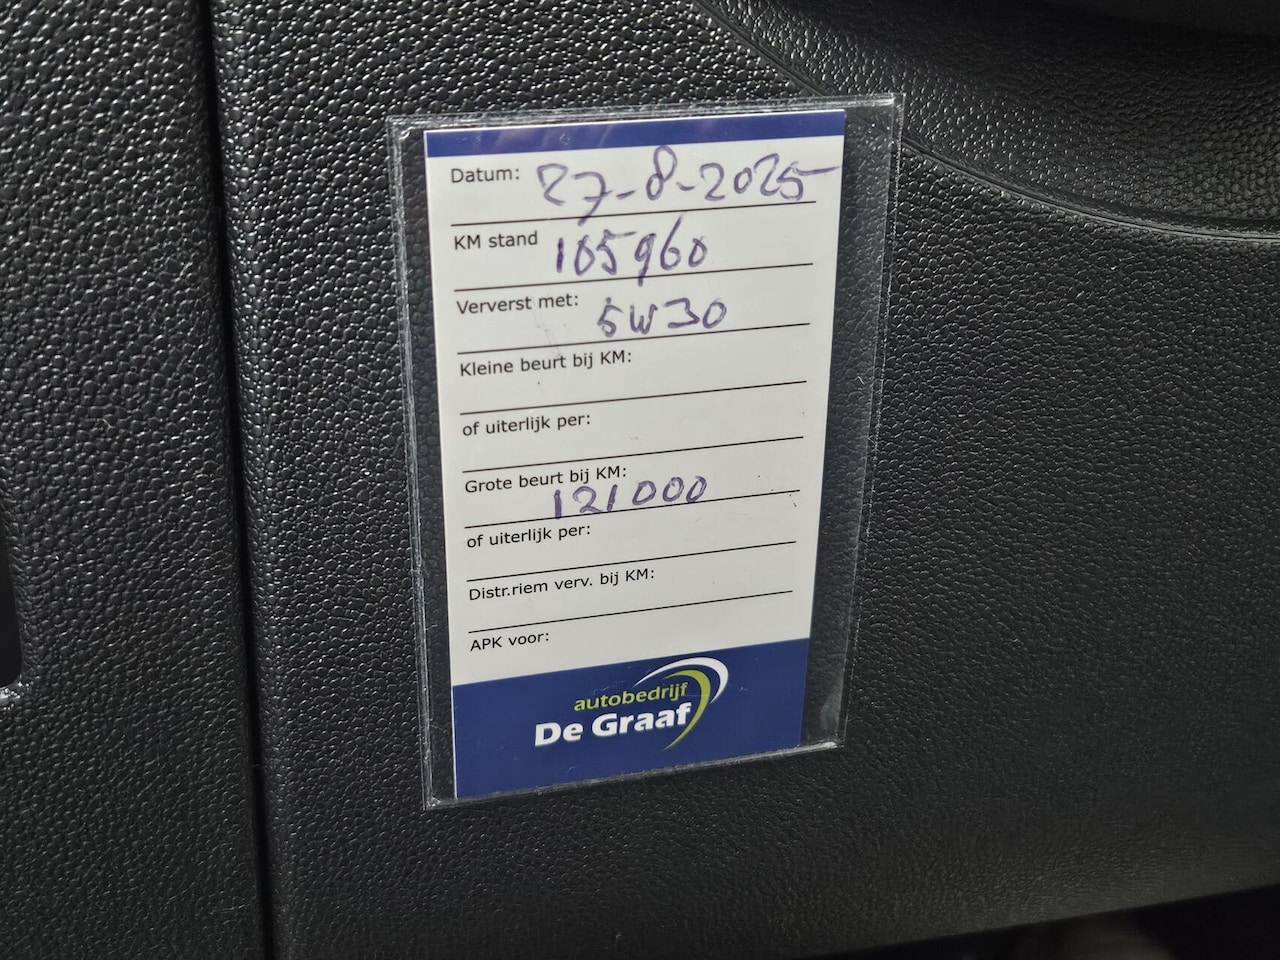 Datum: 27-8-2025
KM stand 105960
Ververst met: 5W30
Kleine beurt bij KM:
of uiterlijk per:
Grote beurt bij KM:
121000
of uiterlijk per:
Distr.riem verv. bij KM:
APK voor:
autobedrijf
De Graaf